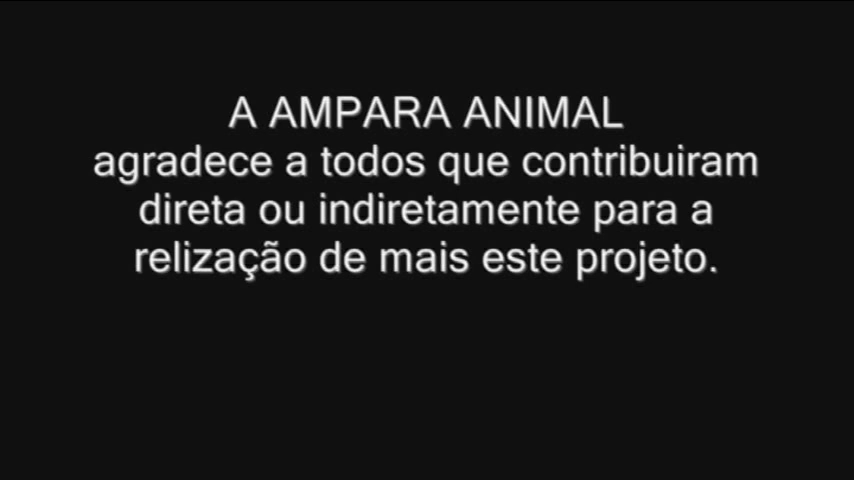 A AMPARA ANIMAL
agradece a todos que contribuiram
direta ou indiretamente para a
relização de mais este projeto.